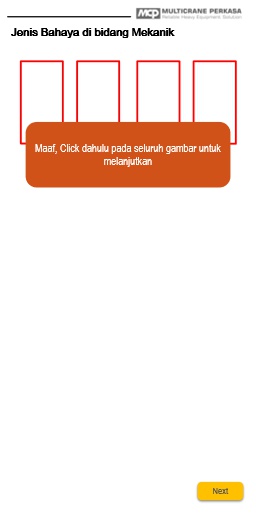 MCP MULTICRANE PERKASA
Reliable Heavy Equipment Solution
Jenis Bahaya di bidang Mekanik
Maaf, Click dahulu pada seluruh gambar untuk
melanjutkan
Next